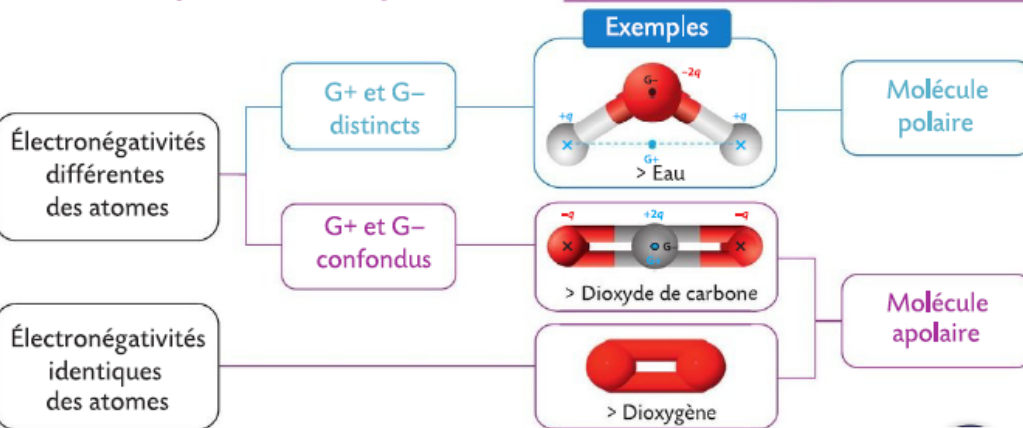 Exemples
Électronégativités
différentes
des atomes
G+ et G–
distincts
G–
–2q
+q
+q
G+
> Eau
Molécule
polaire
G+ et G–
confondus
–q
+2q
–q
G–
G+
> Dioxyde de carbone
Électronégativités
identiques
des atomes
> Dioxygène
Molécule
apolaire